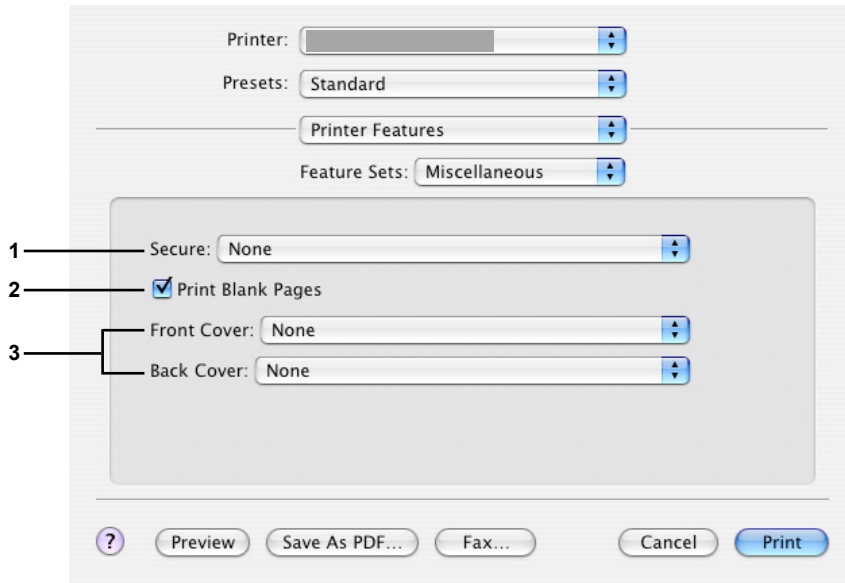 Printer:
Presets: Standard
Printer Features
Feature Sets: Miscellaneous
1 Secure: None
2 Print Blank Pages
Front Cover: None
3
Back Cover: None
? Preview Save As PDF... Fax... Cancel Print